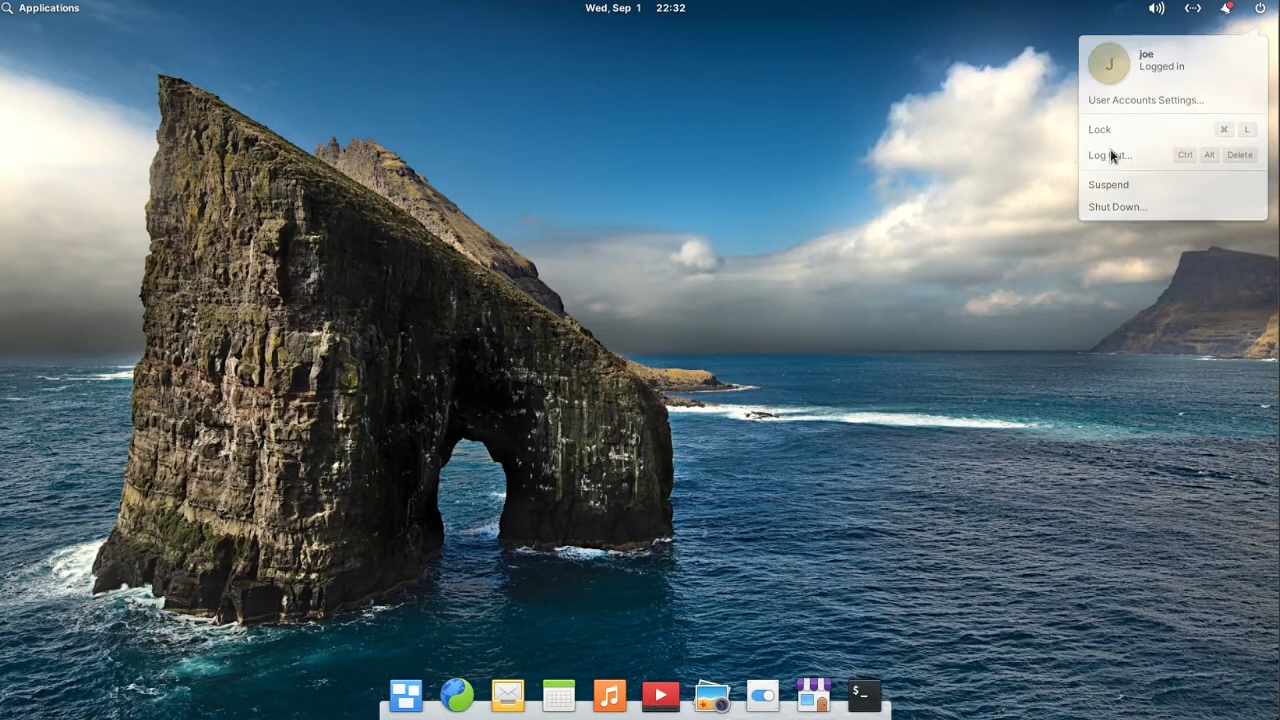 Applications
Wed, Sep 1 22:32
J
joe
Logged In
User Accounts Settings...
Lock ⌘ L
Log Out... Ctrl Alt Delete
Suspend
Shut Down...
$_